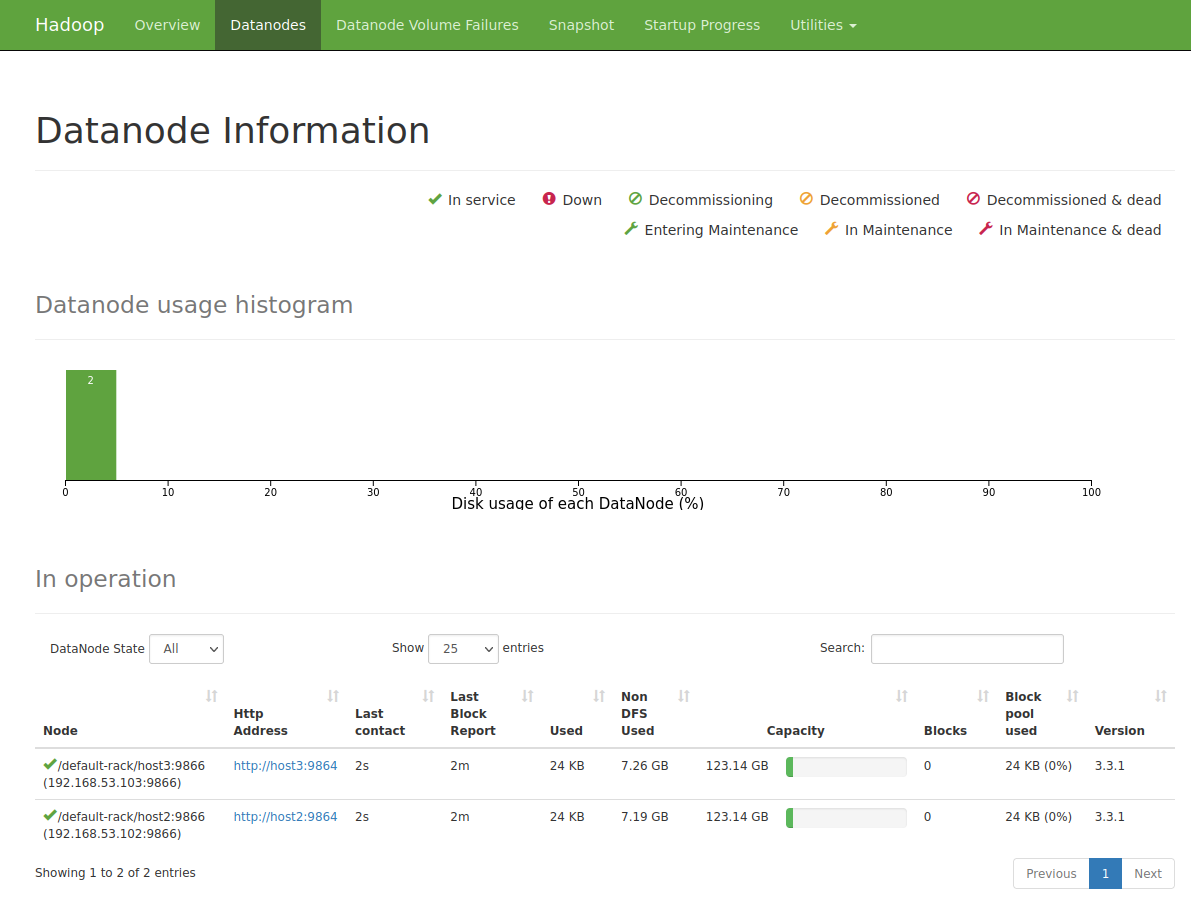 Hadoop Overview Datanodes Datanode Volume Failures Snapshot Startup Progress Utilities
Datanode Information
In service Down Decommissioning Decommissioned Decommissioned & dead
Entering Maintenance In Maintenance In Maintenance & dead
Datanode usage histogram
2
0 10 20 30 40 50 60 70 80 90 100
Disk usage of each DataNode (%)
In operation
DataNode State All Show 25 entries Search:
Node Http Address Last contact Last Block Report Used Non DFS Used Capacity Blocks Block pool used Version
/default-rack/host3:9866 http://host3:9864 2s 2m 24 KB 7.26 GB 123.14 GB 0 24 KB (0%) 3.3.1
(192.168.53.103:9866)
/default-rack/host2:9866 http://host2:9864 2s 2m 24 KB 7.19 GB 123.14 GB 0 24 KB (0%) 3.3.1
(192.168.53.102:9866)
Showing 1 to 2 of 2 entries Previous 1 Next